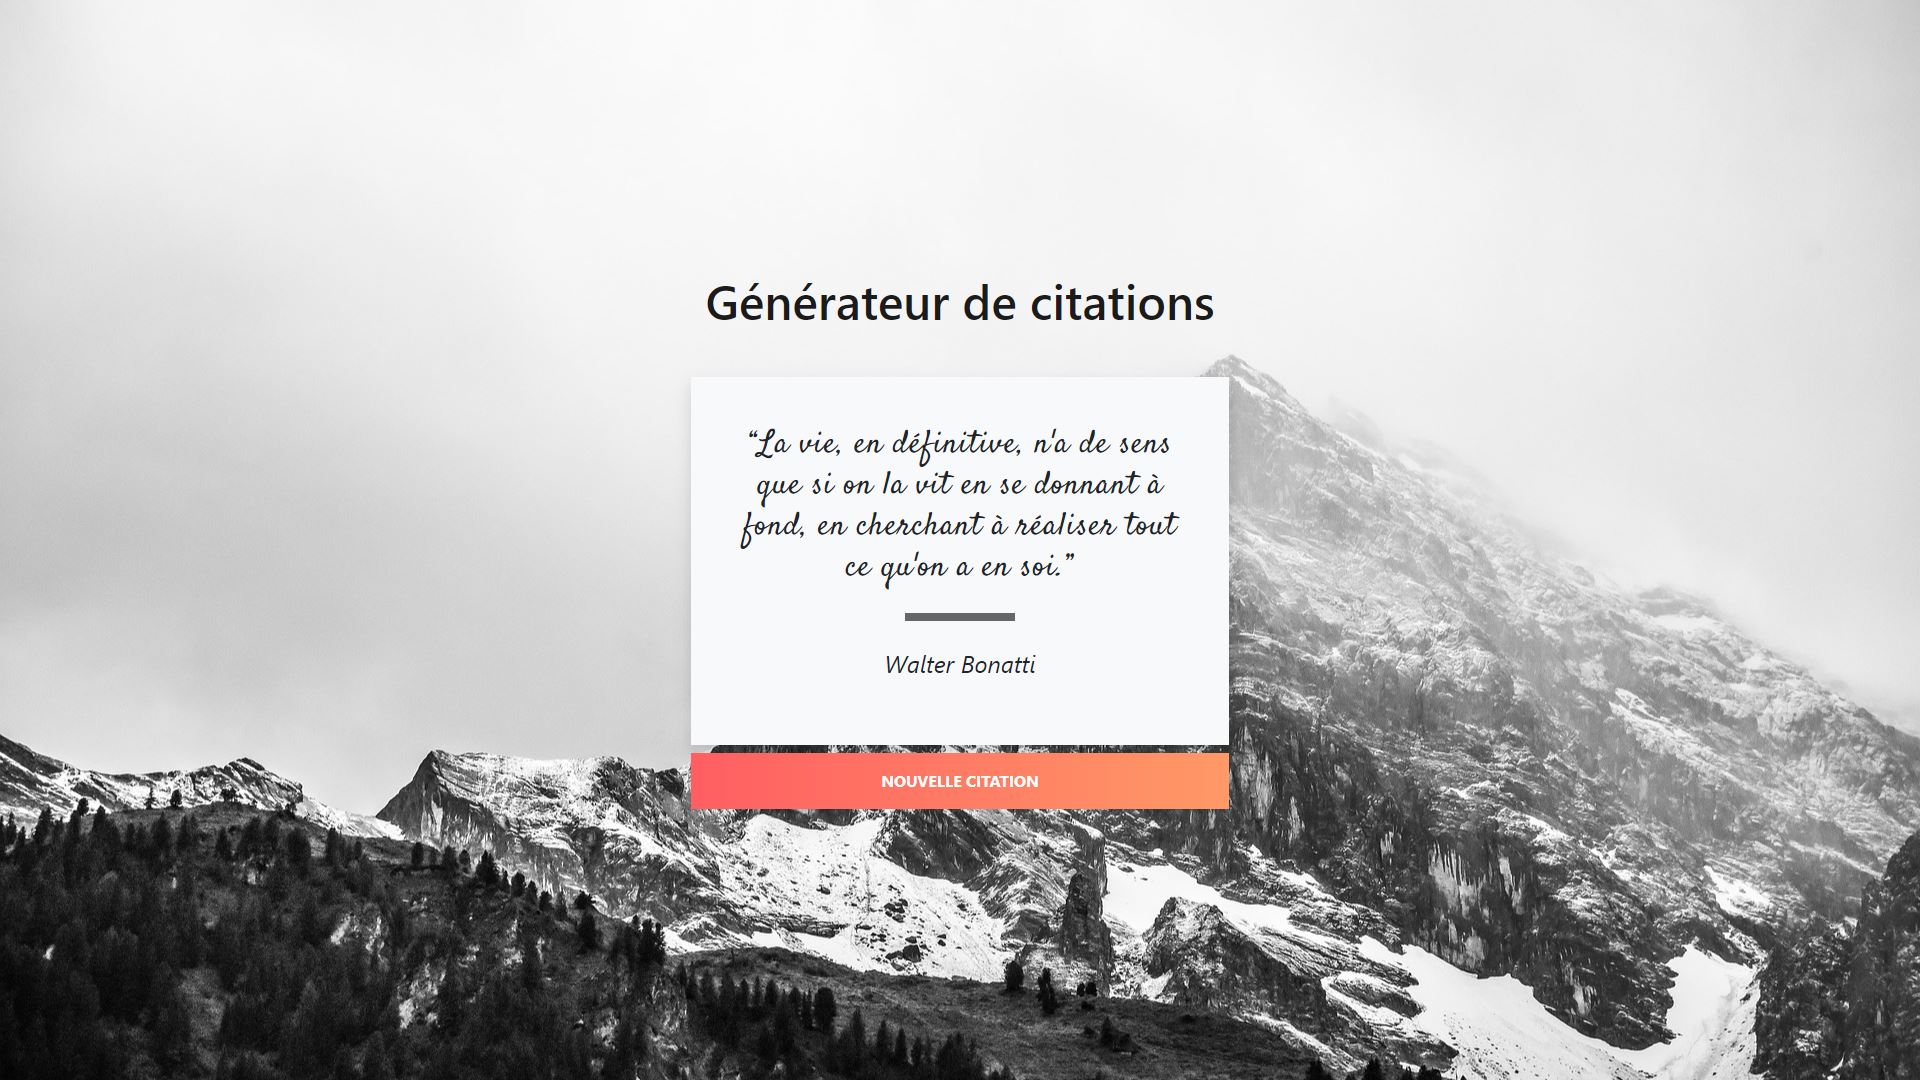 Générateur de citations
“La vie, en définitive, n'a de sens
que si on la vit en se donnant à
fond, en cherchant à réaliser tout
ce qu'on a en soi.”
Walter Bonatti
NOUVELLE CITATION